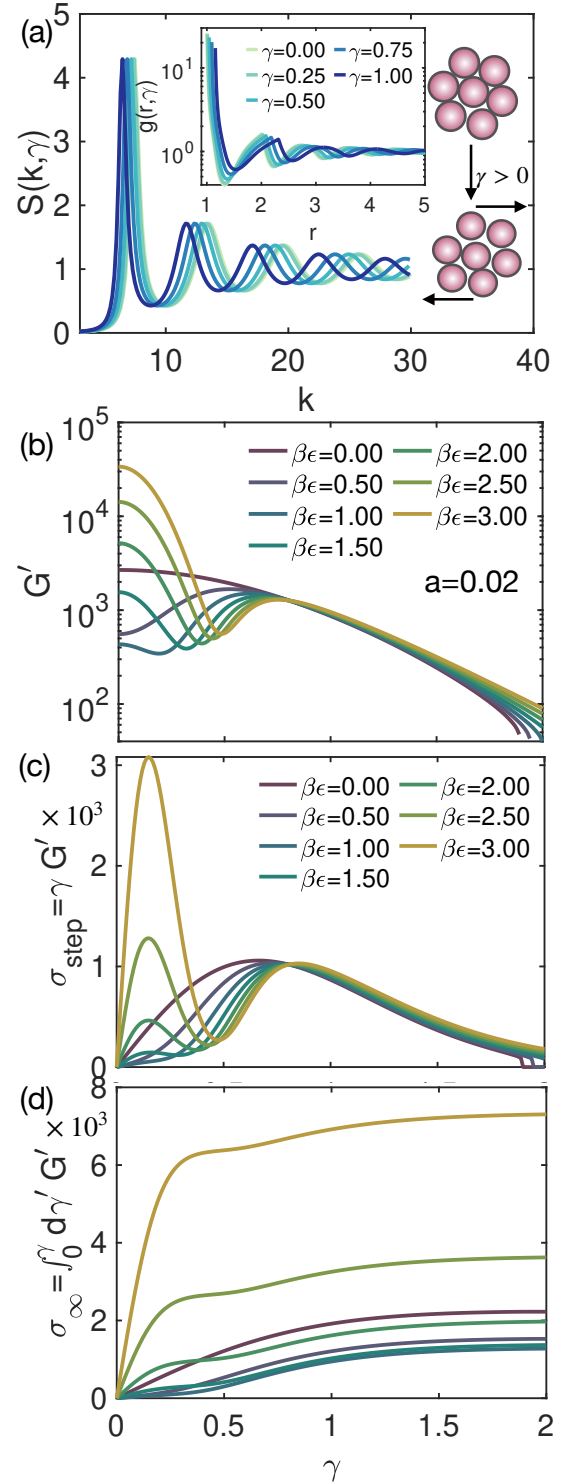 (a)
S(k,γ)
5
4
3
2
1
0
10 20 30 40
k
g(r,γ)
10¹
10⁰
1 2 3 4 5
r
γ=0.00 γ=0.75
γ=0.25 γ=1.00
γ=0.50
γ > 0
(b)
G′
10⁵
10⁴
10³
10²
βϵ=0.00 βϵ=2.00
βϵ=0.50 βϵ=2.50
βϵ=1.00 βϵ=3.00
βϵ=1.50
a=0.02
(c)
σstep=γ G′ ×10³
3
2
1
0
βϵ=0.00 βϵ=2.00
βϵ=0.50 βϵ=2.50
βϵ=1.00 βϵ=3.00
βϵ=1.50
(d)
σ∞=∫₀^γ dγ′ G′ ×10³
8
6
4
2
0
0 0.5 1 1.5 2
γ